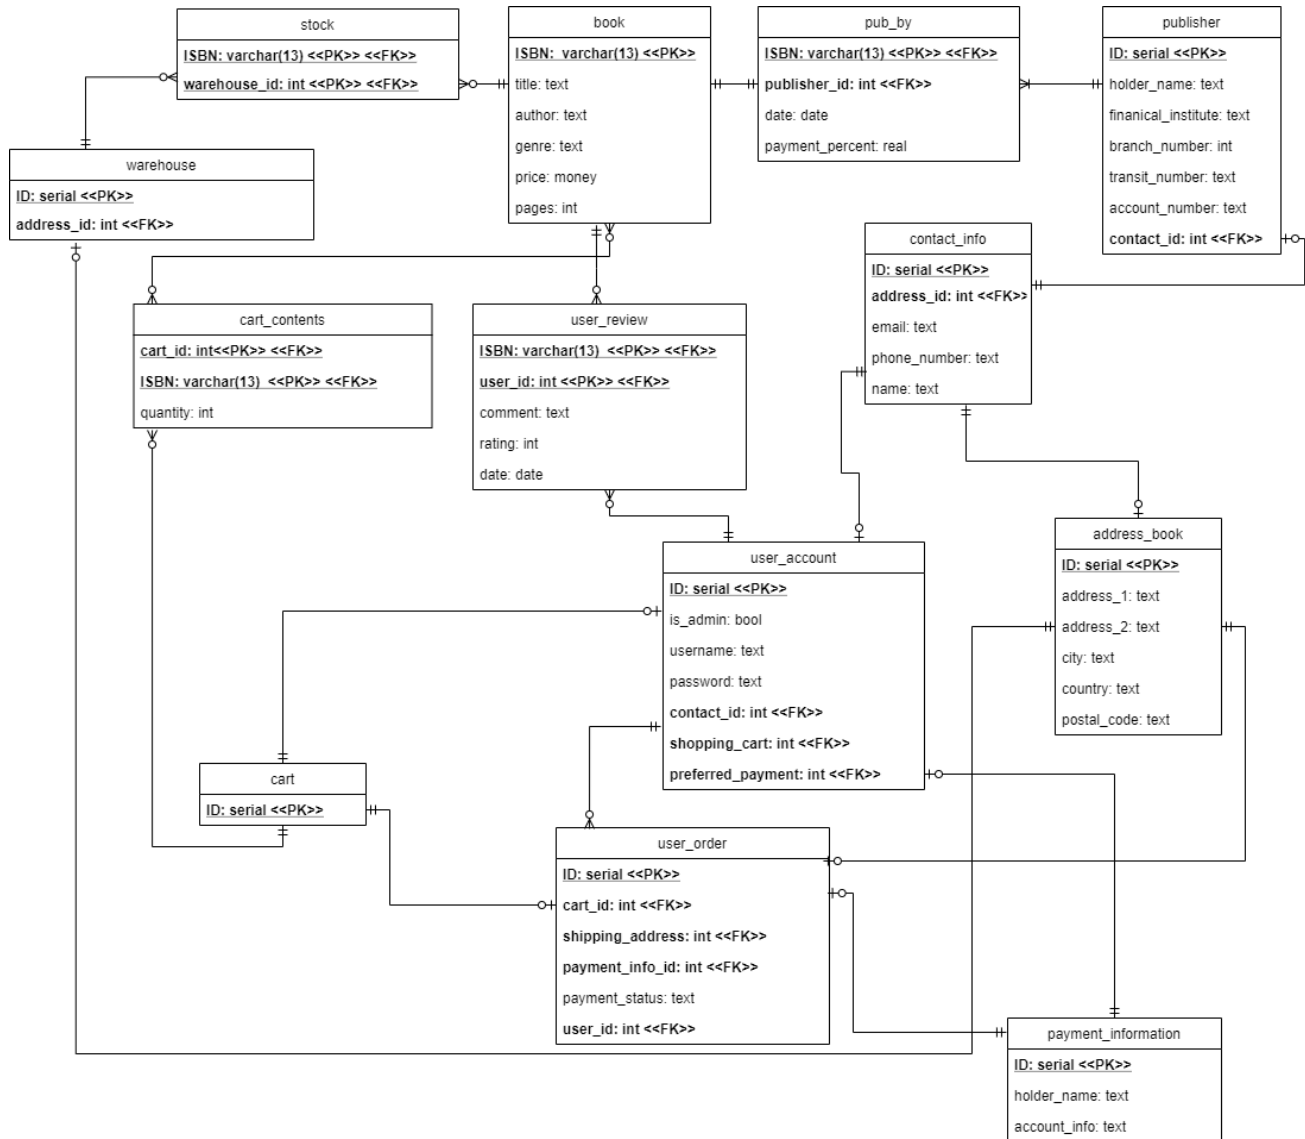 stock
ISBN: varchar(13) <<PK>> <<FK>>
warehouse_id: int <<PK>> <<FK>>
book
ISBN:  varchar(13) <<PK>>
title: text
author: text
genre: text
price: money
pages: int
pub_by
ISBN: varchar(13) <<PK>> <<FK>>
publisher_id: int <<FK>>
date: date
payment_percent: real
publisher
ID: serial <<PK>>
holder_name: text
finanical_institute: text
branch_number: int
transit_number: text
account_number: text
contact_id: int <<FK>>
warehouse
ID: serial <<PK>>
address_id: int <<FK>>
contact_info
ID: serial <<PK>>
address_id: int <<FK>>
email: text
phone_number: text
name: text
cart_contents
cart_id: int<<PK>> <<FK>>
ISBN: varchar(13)  <<PK>> <<FK>>
quantity: int
user_review
ISBN: varchar(13)  <<PK>> <<FK>>
user_id: int <<PK>> <<FK>>
comment: text
rating: int
date: date
user_account
ID: serial <<PK>>
is_admin: bool
username: text
password: text
contact_id: int <<FK>>
shopping_cart: int <<FK>>
preferred_payment: int <<FK>>
address_book
ID: serial <<PK>>
address_1: text
address_2: text
city: text
country: text
postal_code: text
cart
ID: serial <<PK>>
user_order
ID: serial <<PK>>
cart_id: int <<FK>>
shipping_address: int <<FK>>
payment_info_id: int <<FK>>
payment_status: text
user_id: int <<FK>>
payment_information
ID: serial <<PK>>
holder_name: text
account_info: text